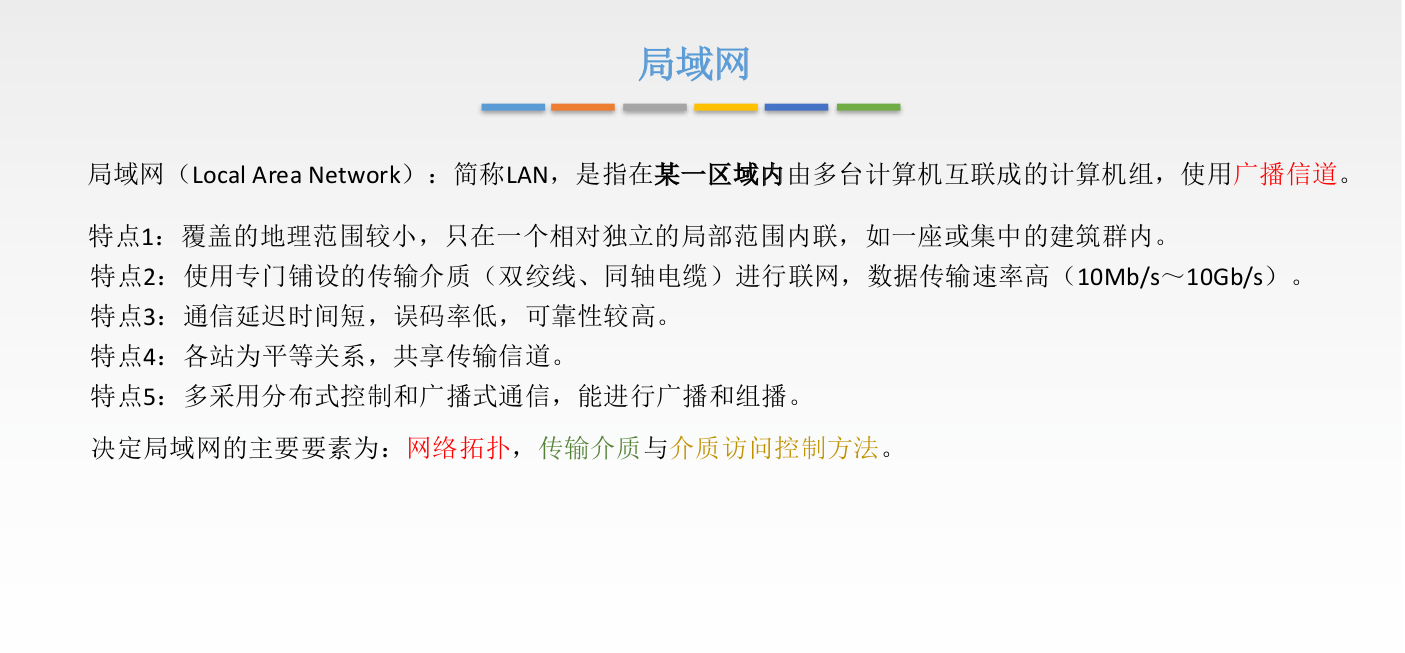 局域网
局域网（Local Area Network）：简称LAN，是指在某一区域内由多台计算机互联成的计算机组，使用广播信道。
特点1：覆盖的地理范围较小，只在一个相对独立的局部范围内联，如一座或集中的建筑群内。
特点2：使用专门铺设的传输介质（双绞线、同轴电缆）进行联网，数据传输速率高（10Mb/s～10Gb/s）。
特点3：通信延迟时间短，误码率低，可靠性较高。
特点4：各站为平等关系，共享传输信道。
特点5：多采用分布式控制和广播式通信，能进行广播和组播。
决定局域网的主要要素为：网络拓扑，传输介质与介质访问控制方法。